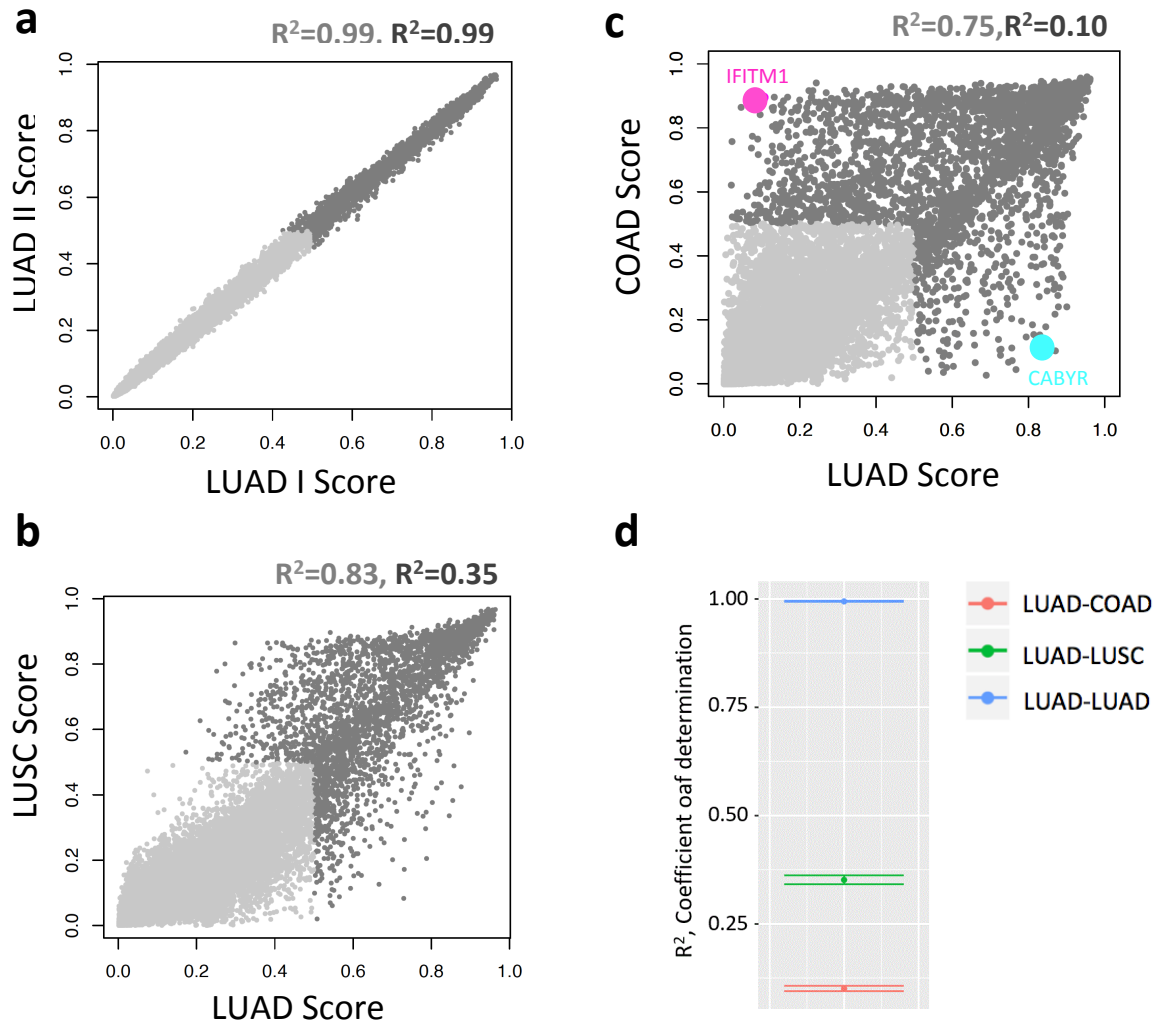 a
R²=0.99, R²=0.99
LUAD II Score
1.0
0.8
0.6
0.4
0.2
0.0
0.0 0.2 0.4 0.6 0.8 1.0
LUAD I Score
b
R²=0.83, R²=0.35
LUSC Score
1.0
0.8
0.6
0.4
0.2
0.0
0.0 0.2 0.4 0.6 0.8 1.0
LUAD Score
c
R²=0.75,R²=0.10
COAD Score
1.0
0.8
0.6
0.4
0.2
0.0
IFITM1
CABYR
0.0 0.2 0.4 0.6 0.8 1.0
LUAD Score
d
R², Coefficient oaf determination
1.00
0.75
0.50
0.25
LUAD-COAD
LUAD-LUSC
LUAD-LUAD